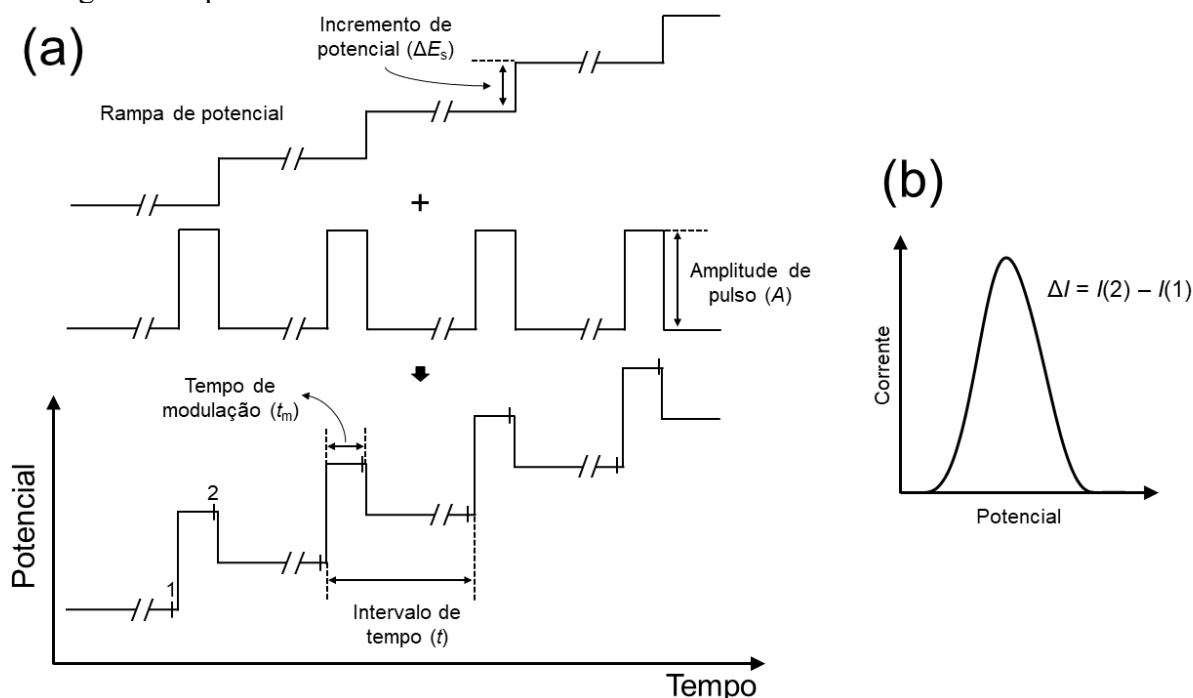 (a)
Incremento de
potencial (ΔEs)
Rampa de potencial
+
Amplitude de
pulso (A)
Tempo de
modulação (tm)
2
1
Intervalo de
tempo (t)
Potencial
Tempo
(b)
ΔI = I(2) – I(1)
Corrente
Potencial